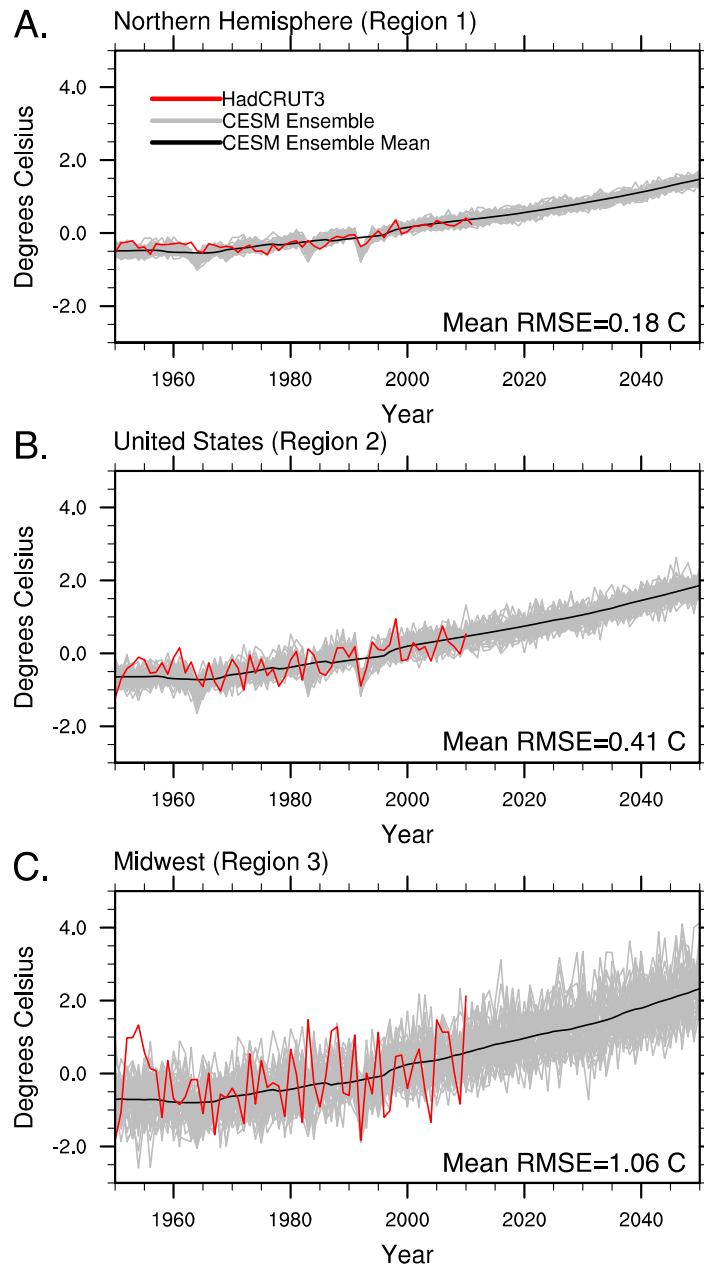 A.
Northern Hemisphere (Region 1)
4.0
2.0
0.0
-2.0
Degrees Celsius
HadCRUT3
CESM Ensemble
CESM Ensemble Mean
Mean RMSE=0.18 C
1960 1980 2000 2020 2040
Year
B.
United States (Region 2)
4.0
2.0
0.0
-2.0
Degrees Celsius
Mean RMSE=0.41 C
1960 1980 2000 2020 2040
Year
C.
Midwest (Region 3)
4.0
2.0
0.0
-2.0
Degrees Celsius
Mean RMSE=1.06 C
1960 1980 2000 2020 2040
Year